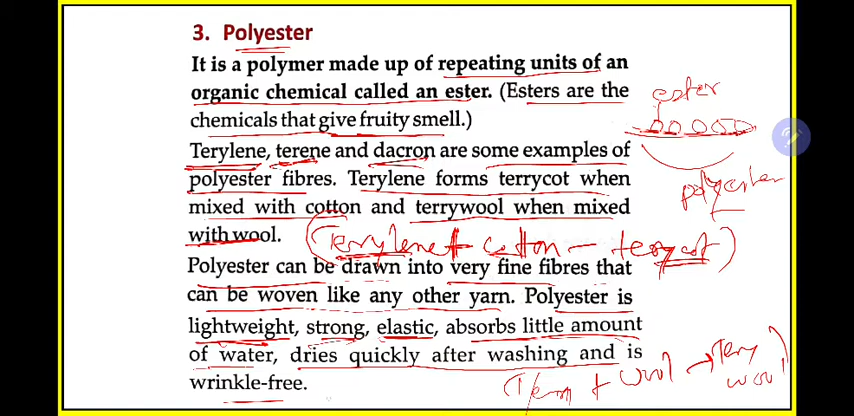 3. Polyester
It is a polymer made up of repeating units of an
organic chemical called an ester. (Esters are the
chemicals that give fruity smell.)
ester
Terylene, terene and dacron are some examples of
polyester fibres. Terylene forms terrycot when
polyester
mixed with cotton and terrywool when mixed
with wool.
(Terrylene + cotton - terycot)
Polyester can be drawn into very fine fibres that
can be woven like any other yarn. Polyester is
lightweight, strong, elastic, absorbs little amount
of water, dries quickly after washing and is
wrinkle-free.
+ wool → Tery
wool)